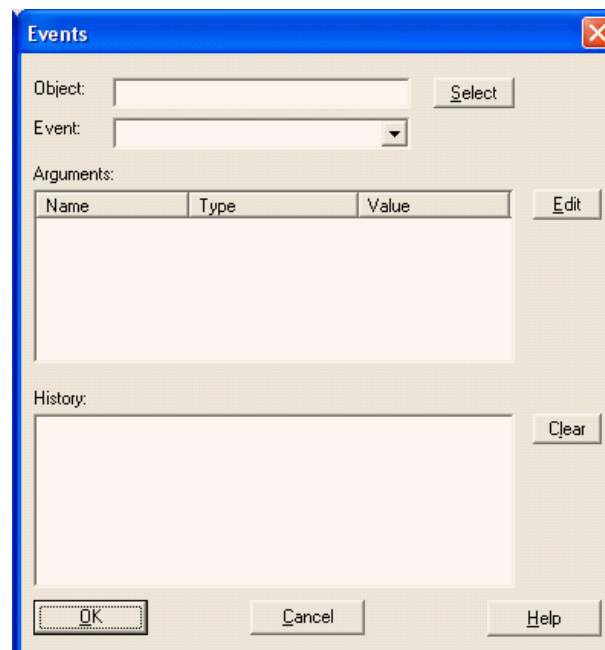 Events
Object:
Select
Event:
Arguments:
Name Type Value
Edit
History:
Clear
OK Cancel Help